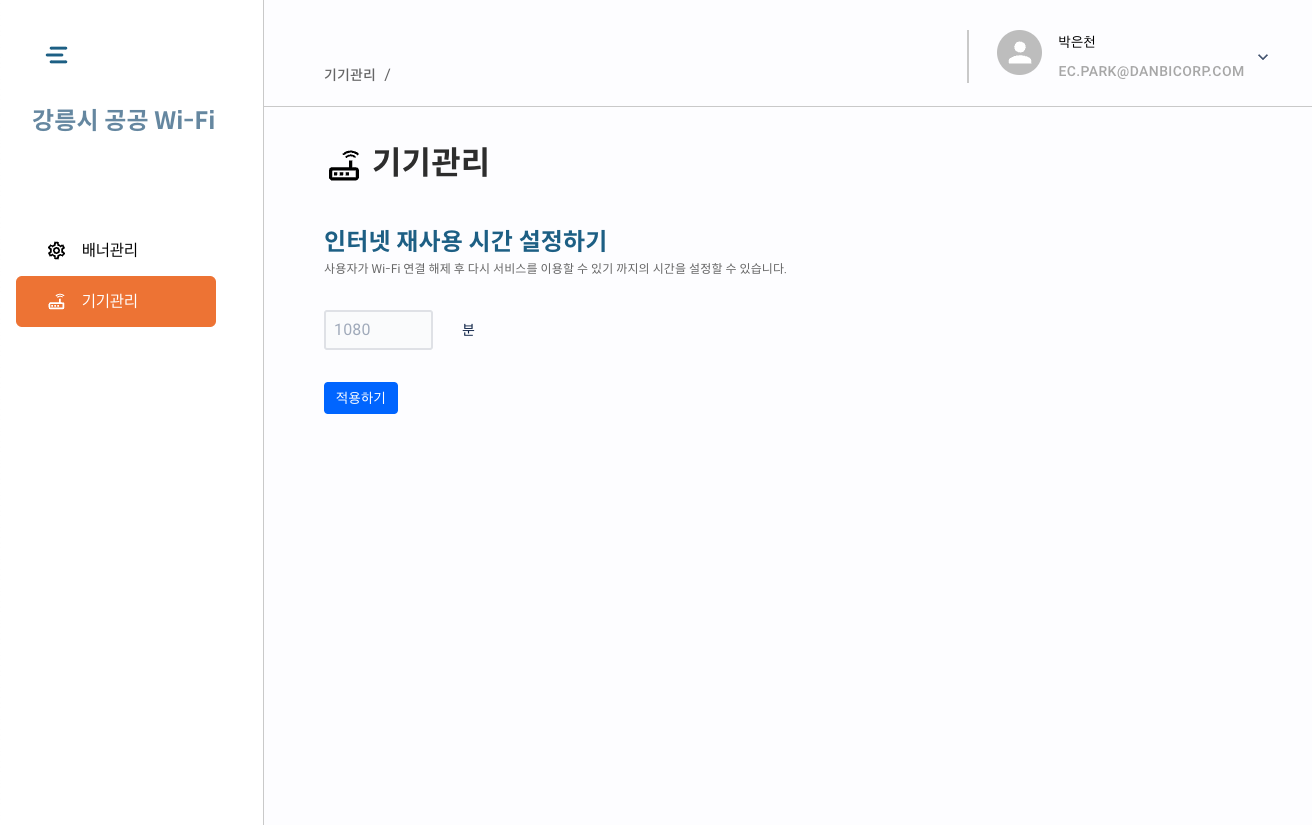 강릉시 공공 Wi-Fi
배너관리
기기관리
기기관리 /
박은천
EC.PARK@DANBICORP.COM
기기관리
인터넷 재사용 시간 설정하기
사용자가 Wi-Fi 연결 해제 후 다시 서비스를 이용할 수 있기 까지의 시간을 설정할 수 있습니다.
1080 분
적용하기